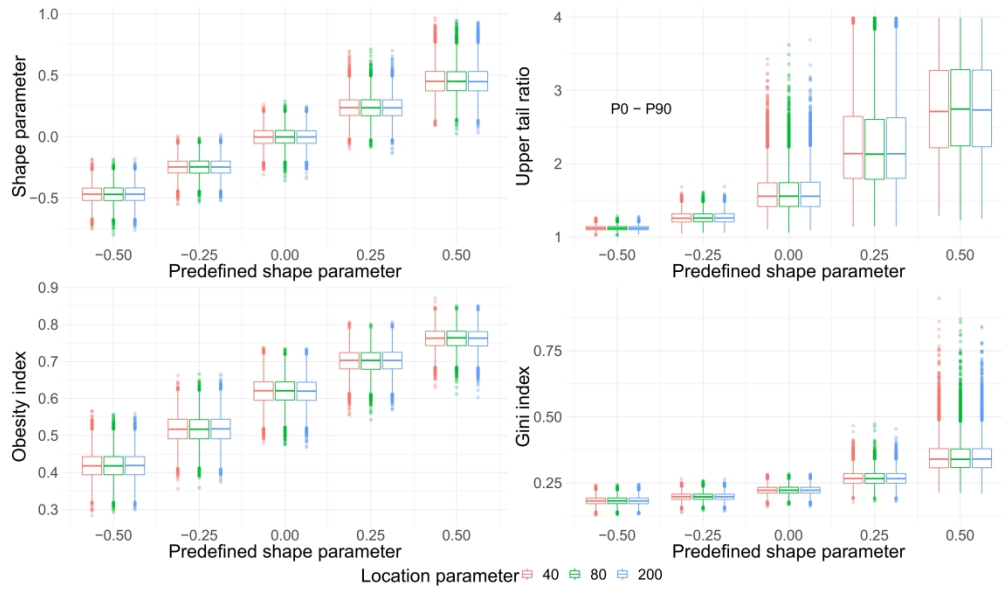 Shape parameter
1.0
0.5
0.0
−0.5
−0.50 −0.25 0.00 0.25 0.50
Predefined shape parameter
Upper tail ratio
4
3
2
1
P0 − P90
−0.50 −0.25 0.00 0.25 0.50
Predefined shape parameter
Obesity index
0.9
0.8
0.7
0.6
0.5
0.4
0.3
−0.50 −0.25 0.00 0.25 0.50
Predefined shape parameter
Gini index
0.75
0.50
0.25
−0.50 −0.25 0.00 0.25 0.50
Predefined shape parameter
Location parameter 40 80 200